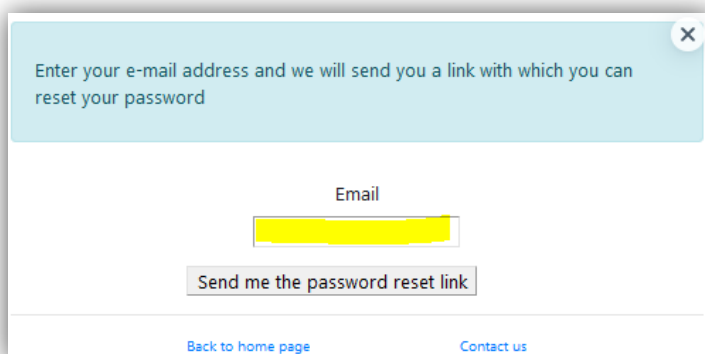 Enter your e-mail address and we will send you a link with which you can
reset your password
Email
Send me the password reset link
Back to home page
Contact us